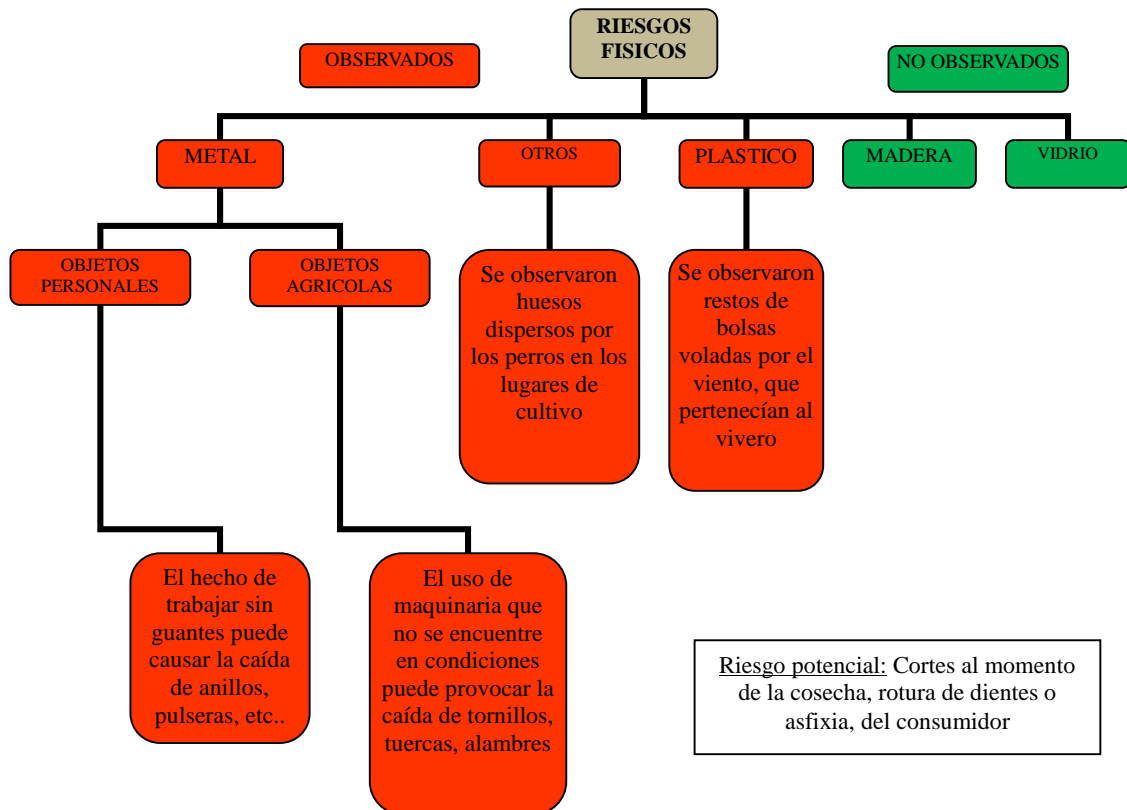 RIESGOS
FISICOS
OBSERVADOS
NO OBSERVADOS
METAL
OTROS
PLASTICO
MADERA
VIDRIO
OBJETOS
PERSONALES
OBJETOS
AGRICOLAS
Se observaron
huesos
dispersos por
los perros en los
lugares de
cultivo
Se observaron
restos de
bolsas
voladas por el
viento, que
pertenecían al
vivero
El hecho de
trabajar sin
guantes puede
causar la caída
de anillos,
pulseras, etc..
El uso de
maquinaria que
no se encuentre
en condiciones
puede provocar la
caída de tornillos,
tuercas, alambres
Riesgo potencial: Cortes al momento
de la cosecha, rotura de dientes o
asfixia, del consumidor